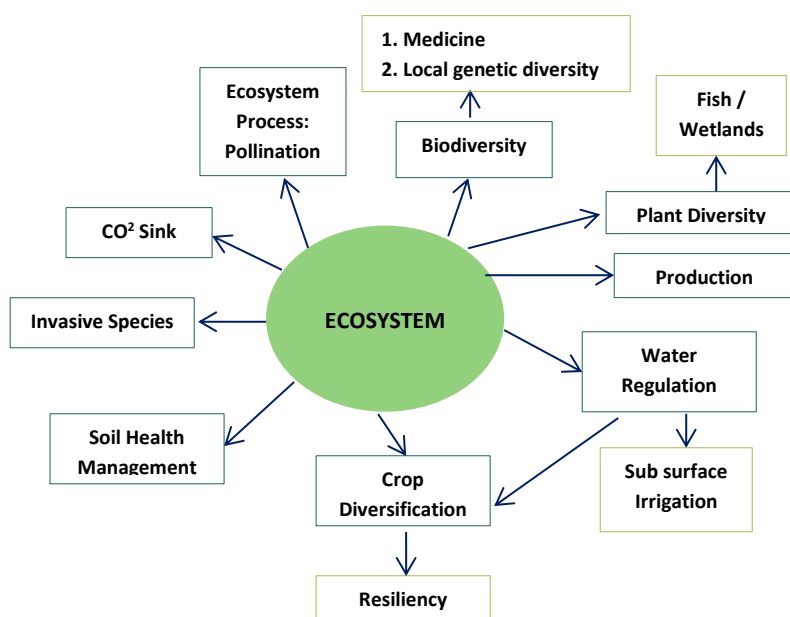 1. Medicine
2. Local genetic diversity
Ecosystem
Process:
Pollination
Biodiversity
Fish /
Wetlands
Plant Diversity
CO² Sink
Production
Invasive Species
ECOSYSTEM
Water
Regulation
Soil Health
Management
Crop
Diversification
Sub surface
Irrigation
Resiliency